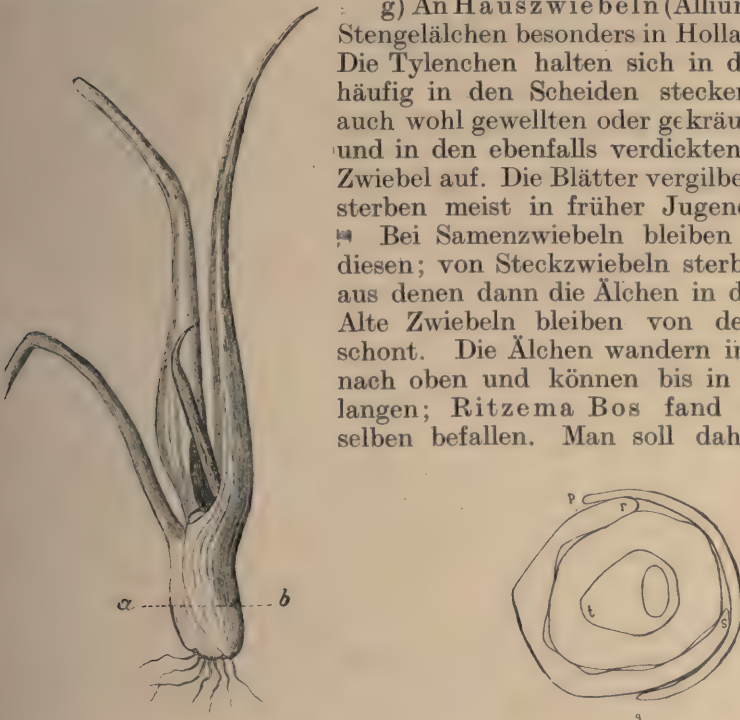 g) An Hauszwiebeln (Allium
Stengelälchen besonders in Holla
Die Tylenchen halten sich in d
häufig in den Scheiden stecken
auch wohl gewellten oder gekräu
und in den ebenfalls verdickten
Zwiebel auf. Die Blätter vergilbe
sterben meist in früher Jugend
Bei Samenzwiebeln bleiben
diesen; von Steckzwiebeln sterb
aus denen dann die Älchen in d
Alte Zwiebeln bleiben von de
schont. Die Älchen wandern in
nach oben und können bis in
langen; Ritzema Bos fand
selben befallen. Man soll dah
p r
t s
a b
q